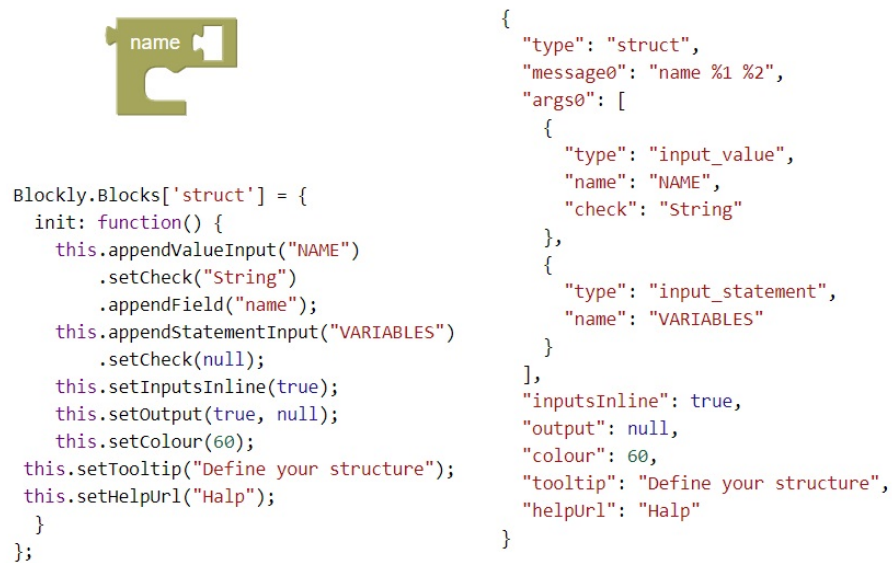 name
Blockly.Blocks['struct'] = {
init: function() {
this.appendValueInput("NAME")
.setCheck("String")
.appendField("name");
this.appendStatementInput("VARIABLES")
.setCheck(null);
this.setInputsInline(true);
this.setOutput(true, null);
this.setColour(60);
this.setTooltip("Define your structure");
this.setHelpUrl("Halp");
}
};
{
"type": "struct",
"message0": "name %1 %2",
"args0": [
{
"type": "input_value",
"name": "NAME",
"check": "String"
},
{
"type": "input_statement",
"name": "VARIABLES"
}
],
"inputsInline": true,
"output": null,
"colour": 60,
"tooltip": "Define your structure",
"helpUrl": "Halp"
}